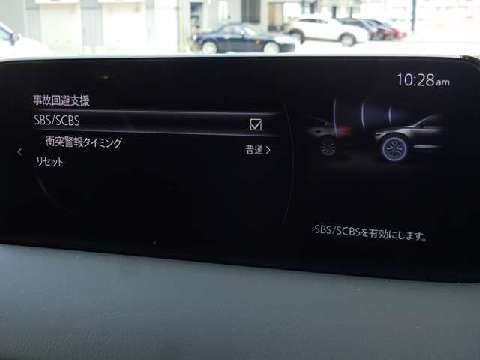 10:28am
事故回避支援
SBS/SCBS
衝突警報タイミング
普通
リセット
SBS/SCBSを有効にします。